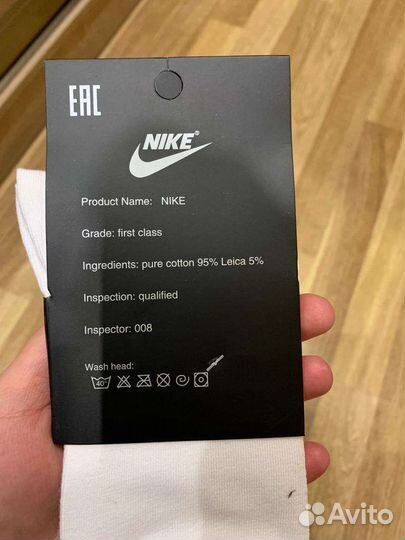 EAC
NIKE®
Product Name: NIKE
Grade: first class
Ingredients: pure cotton 95% Leica 5%
Inspection: qualified
Inspector: 008
Wash head:
40°
Avito